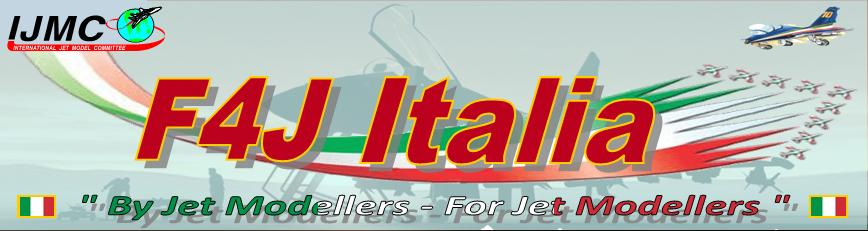 IJMC
INTERNATIONAL JET MODEL COMMITTEE
F4J Italia
" By Jet Modellers - For Jet Modellers "